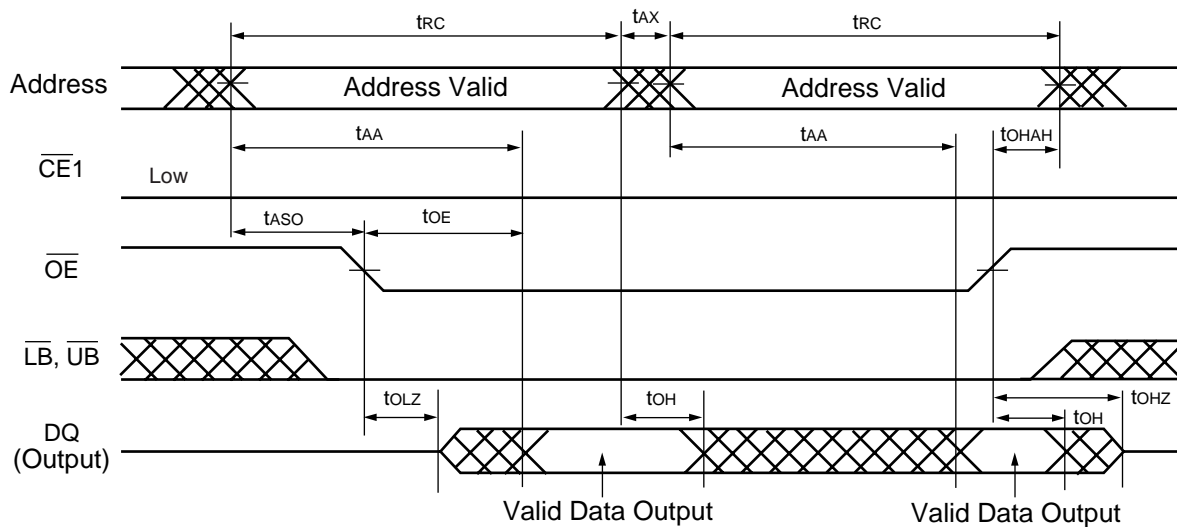 tRC tAX tRC
Address Address Valid Address Valid
tAA tAA tOHAH
CE1 Low
tASO tOE
OE
LB, UB
tOLZ tOH tOHZ
tOH
DQ
(Output)
Valid Data Output Valid Data Output